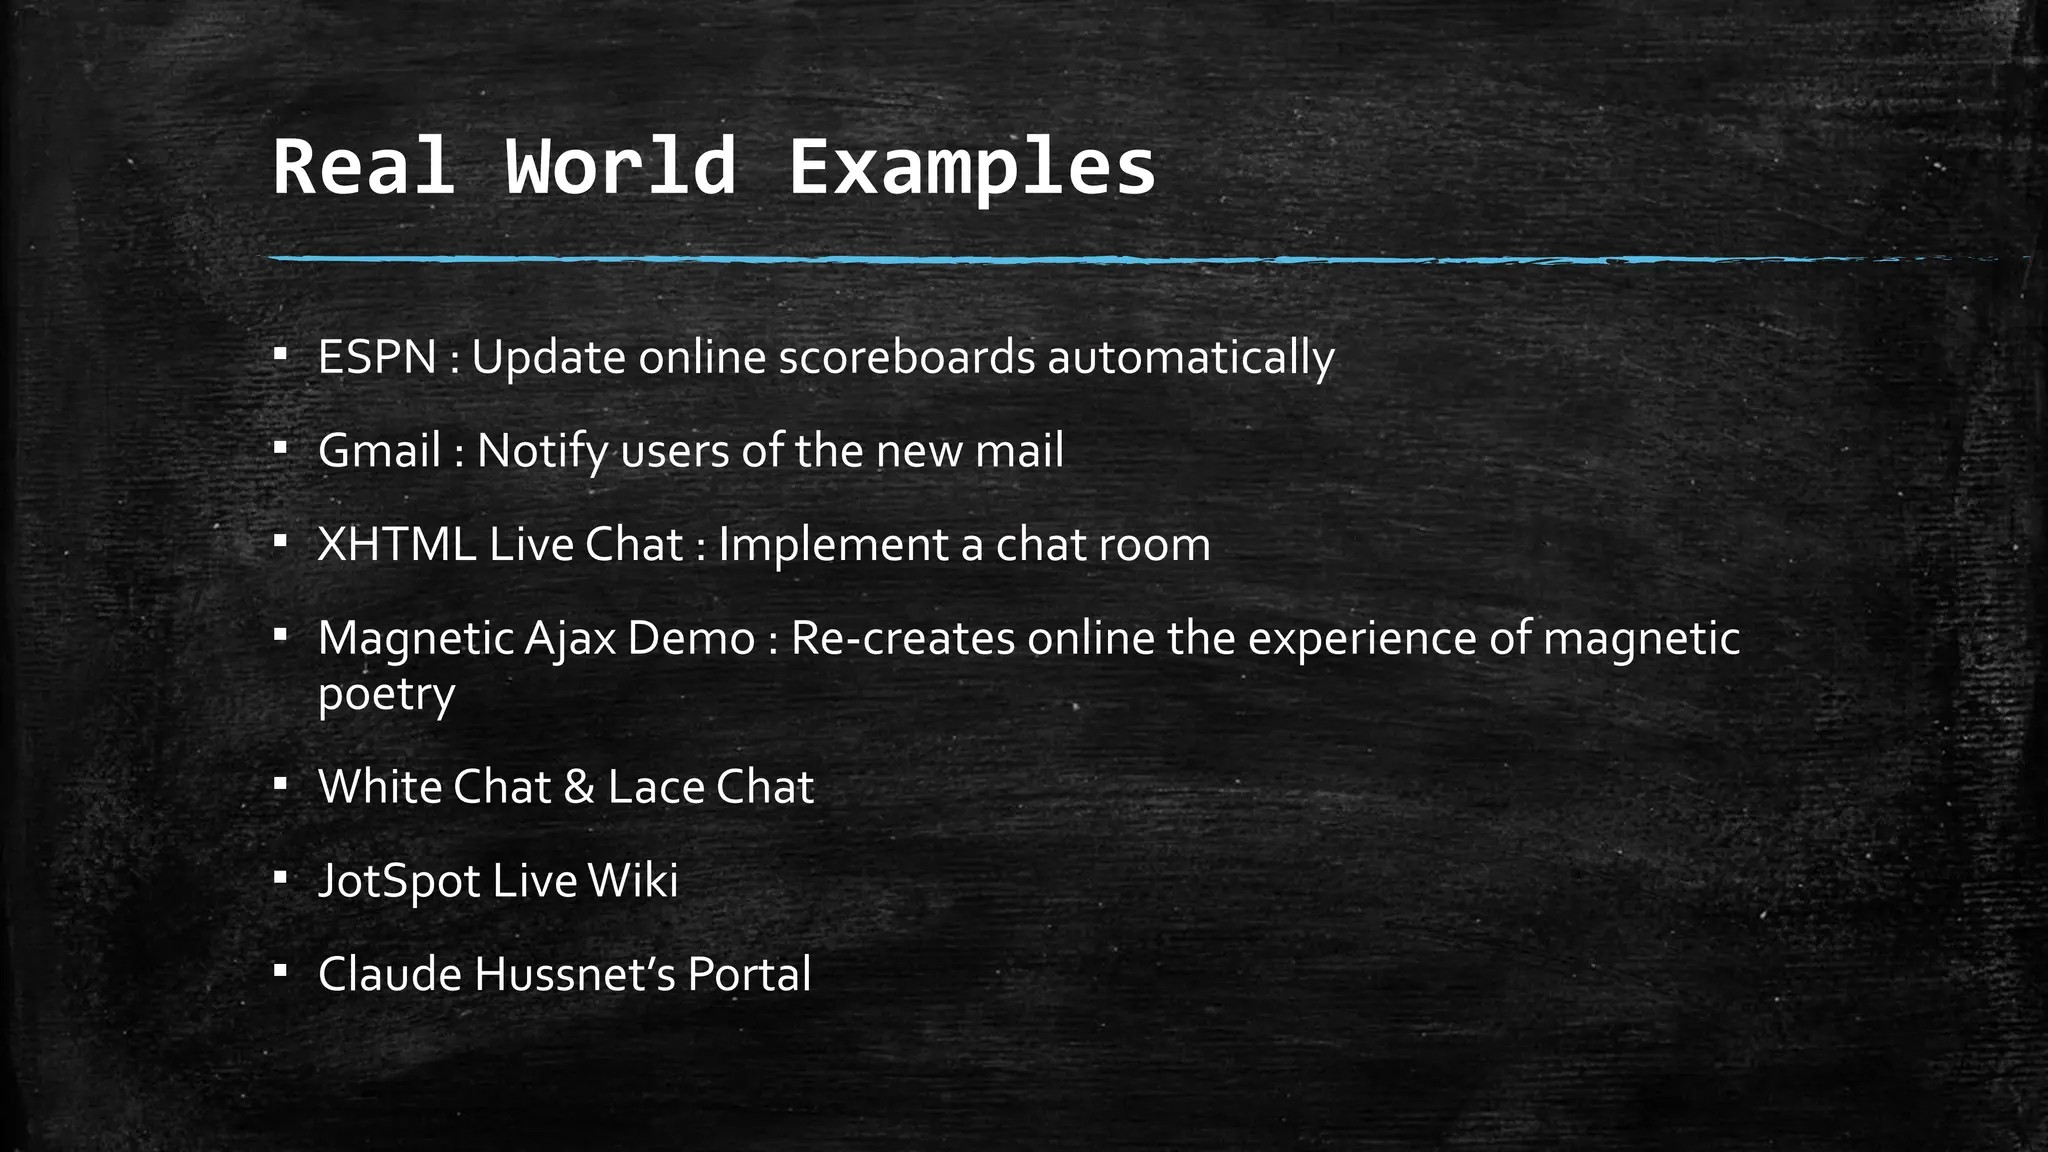 Real World Examples
▪ ESPN : Update online scoreboards automatically
▪ Gmail : Notify users of the new mail
▪ XHTML Live Chat : Implement a chat room
▪ Magnetic Ajax Demo : Re-creates online the experience of magnetic
poetry
▪ White Chat & Lace Chat
▪ JotSpot Live Wiki
▪ Claude Hussnet’s Portal